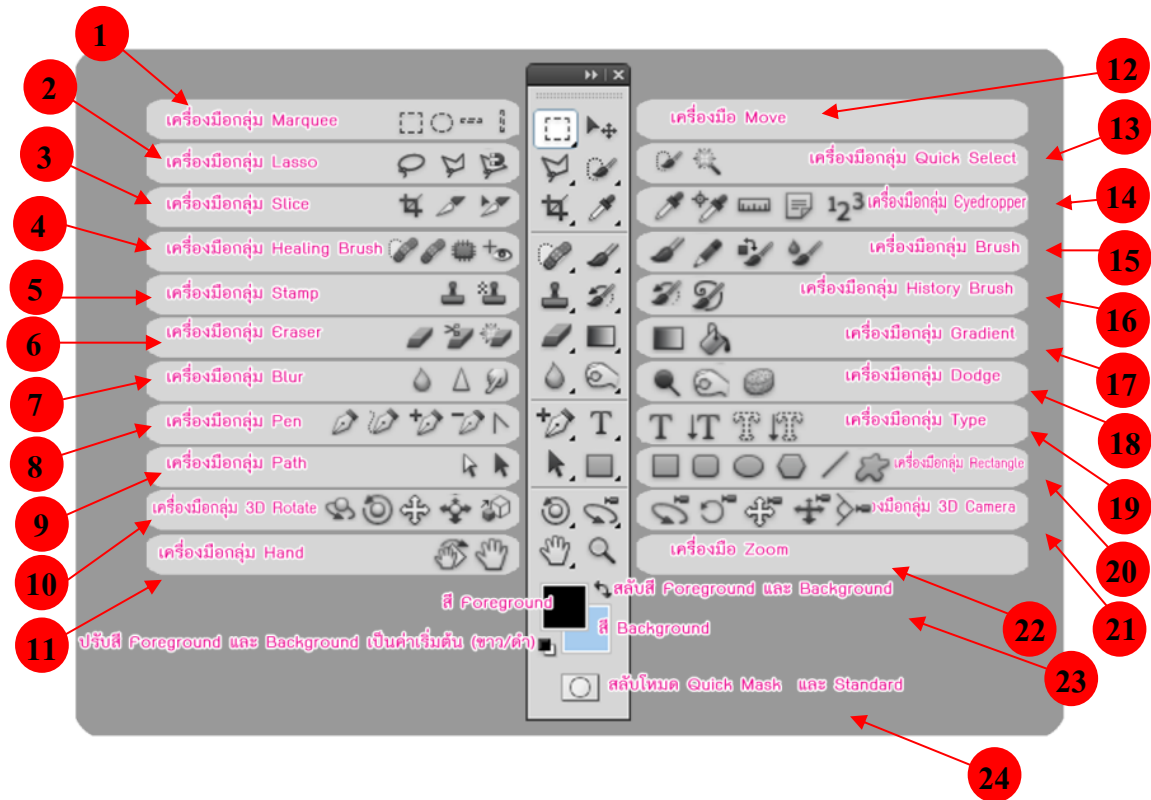 1
2
3
4
5
6
7
8
9
10
11
เครื่องมือกลุ่ม Marquee
เครื่องมือกลุ่ม Lasso
เครื่องมือกลุ่ม Slice
เครื่องมือกลุ่ม Healing Brush
เครื่องมือกลุ่ม Stamp
เครื่องมือกลุ่ม Eraser
เครื่องมือกลุ่ม Blur
เครื่องมือกลุ่ม Pen
เครื่องมือกลุ่ม Path
เครื่องมือกลุ่ม 3D Rotate
เครื่องมือกลุ่ม Hand
สี Foreground
ปรับสี Foreground และ Background เป็นค่าเริ่มต้น (ขาว/ดำ)
เครื่องมือ Move
เครื่องมือกลุ่ม Quick Select
เครื่องมือกลุ่ม Eyedropper
เครื่องมือกลุ่ม Brush
เครื่องมือกลุ่ม History Brush
เครื่องมือกลุ่ม Gradient
เครื่องมือกลุ่ม Dodge
เครื่องมือกลุ่ม Type
เครื่องมือกลุ่ม Rectangle
องมือกลุ่ม 3D Camera
เครื่องมือ Zoom
สลับสี Foreground และ Background
สี Background
สลับโหมด Quick Mask และ Standard
12
13
14
15
16
17
18
19
20
21
22
23
24